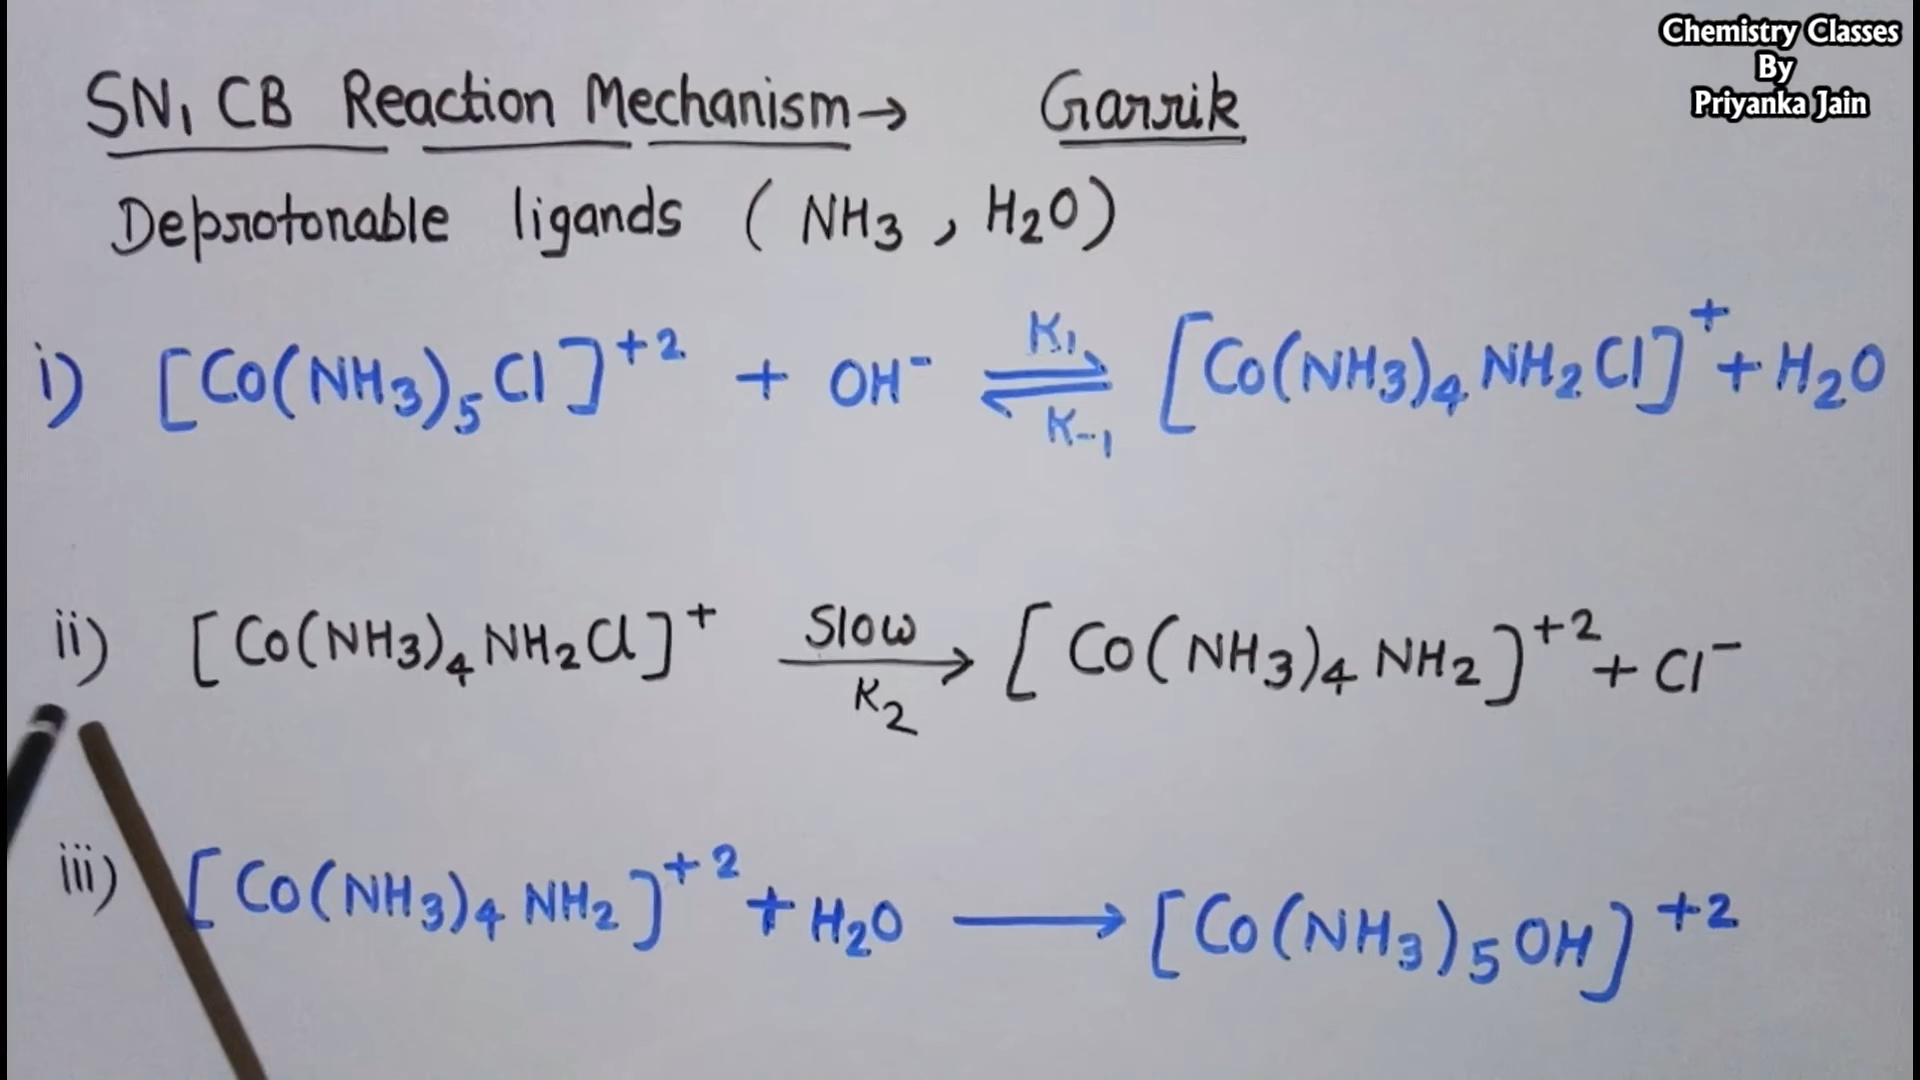 Chemistry Classes
By
Priyanka Jain
SN1 CB Reaction Mechanism → Garrik
Deprotonable ligands (NH3, H2O)
i) [Co(NH3)5Cl]+2 + OH- ⇌ K1 K-1 [Co(NH3)4NH2Cl]+ + H2O
ii) [Co(NH3)4NH2Cl]+ Slow → K2 [Co(NH3)4NH2]+2 + Cl-
iii) [Co(NH3)4NH2]+2 + H2O → [Co(NH3)5OH]+2